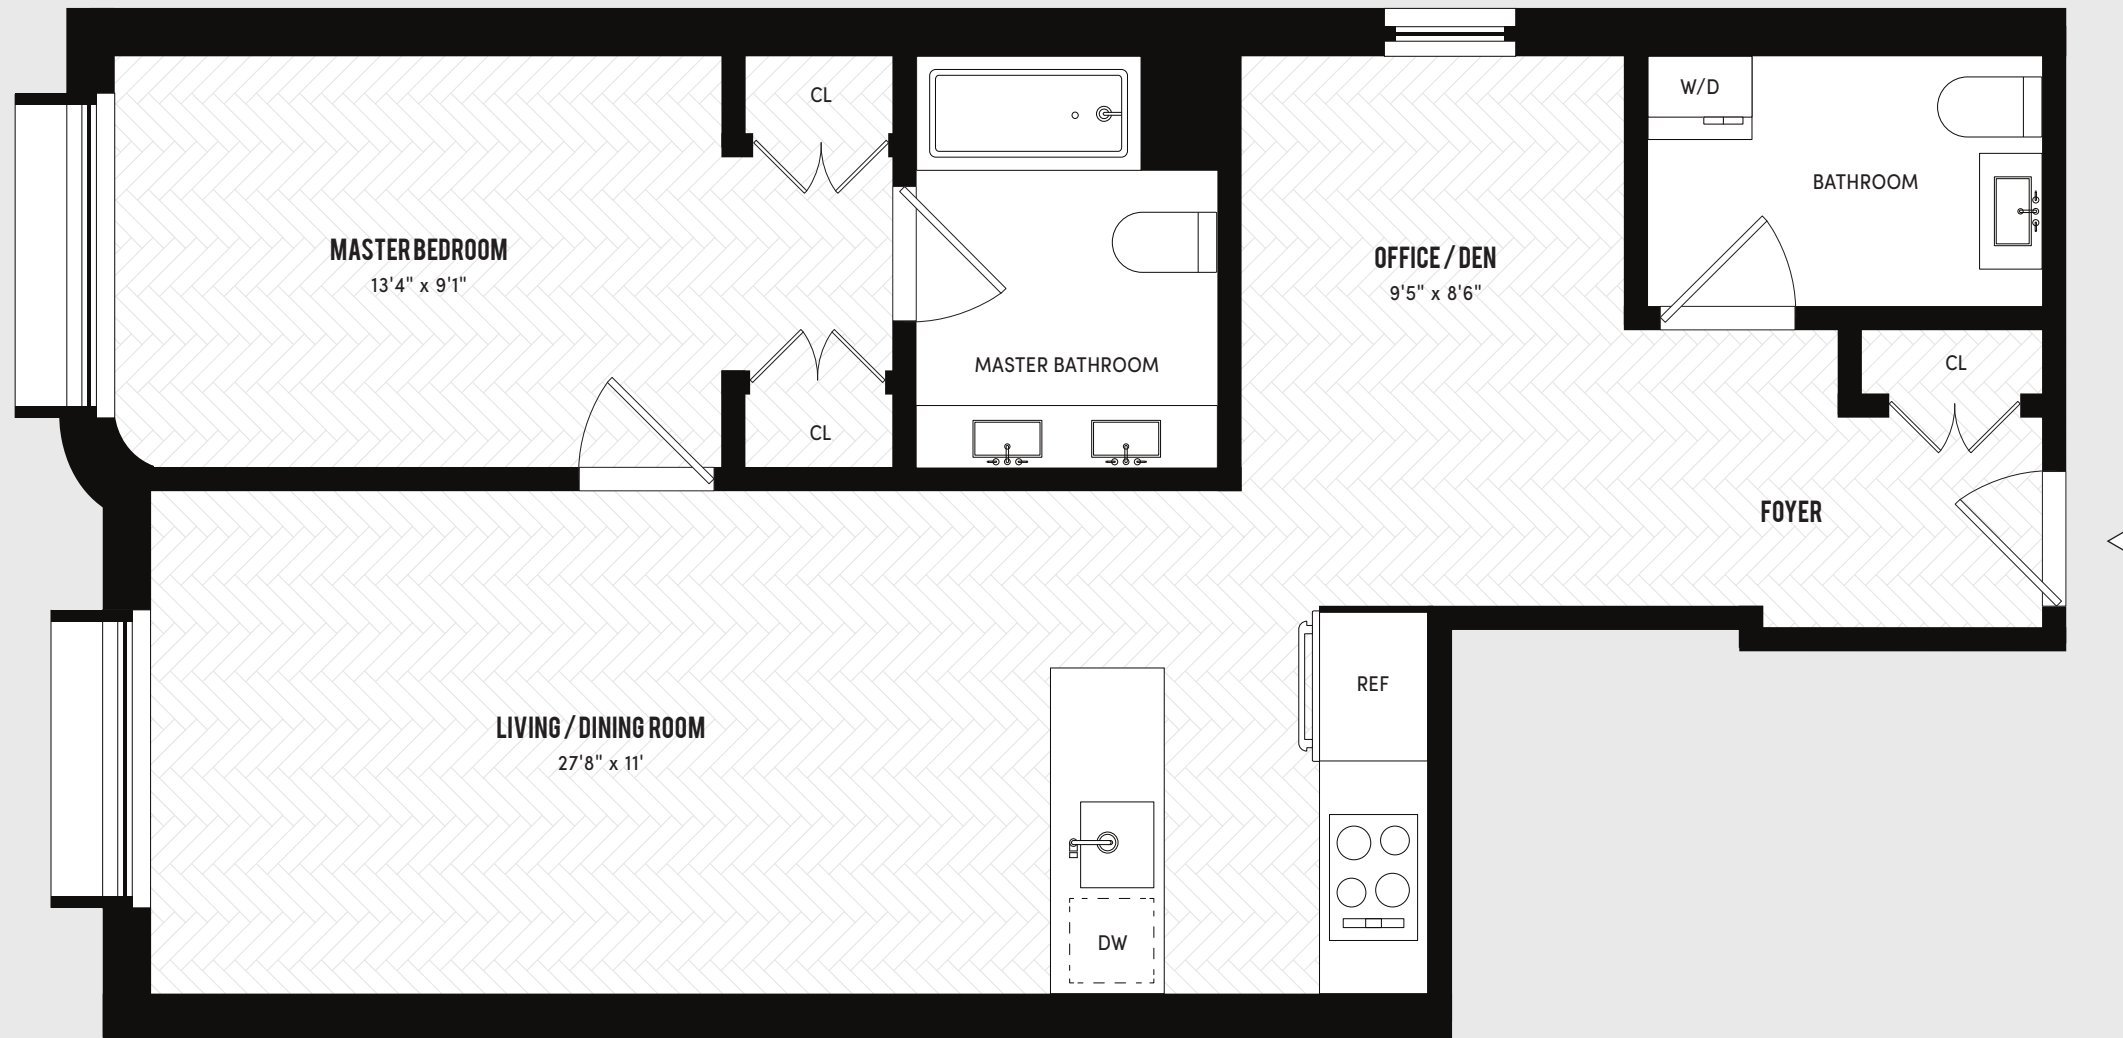 CL
W/D
BATHROOM
MASTER BEDROOM
13'4" x 9'1"
OFFICE / DEN
9'5" x 8'6"
MASTER BATHROOM
CL
CL
FOYER
REF
LIVING / DINING ROOM
27'8" x 11'
DW